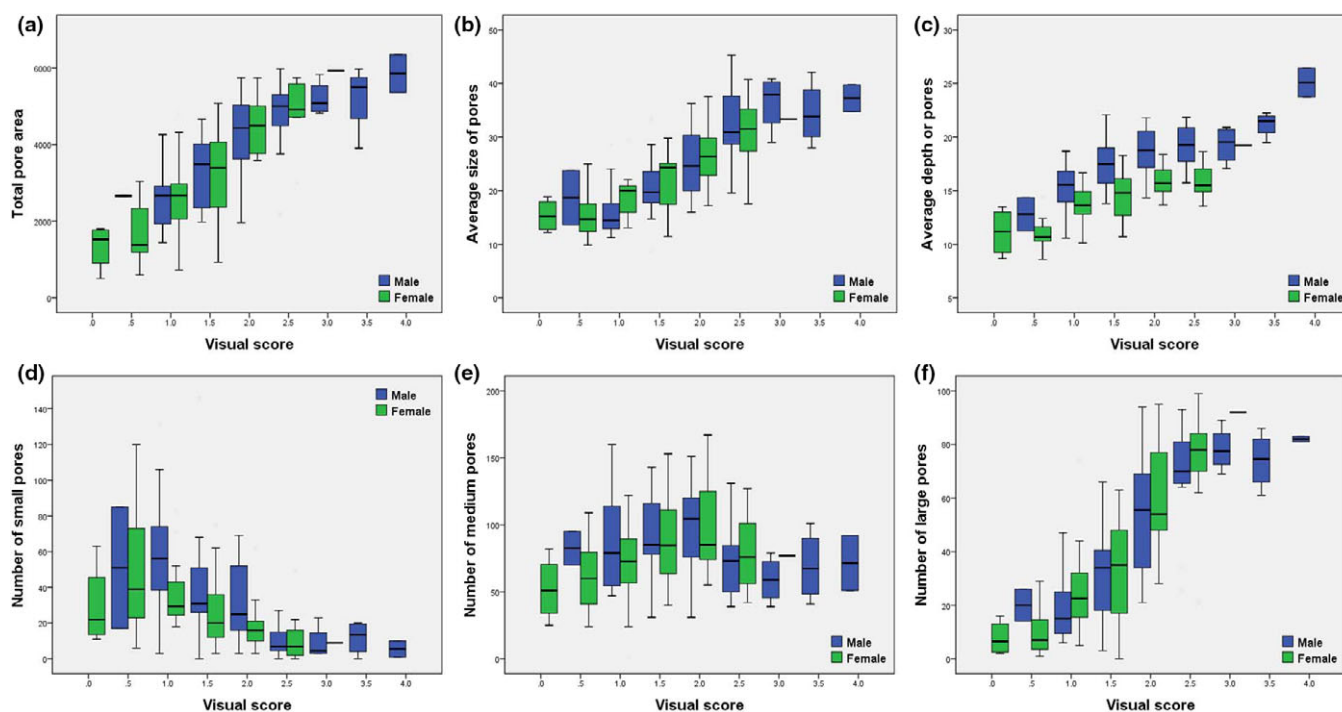 (a)
Total pore area
6000
4000
2000
0
Male
Female
.0 .5 1.0 1.5 2.0 2.5 3.0 3.5 4.0
Visual score
(b)
Average size of pores
50
40
30
20
10
0
Male
Female
.0 .5 1.0 1.5 2.0 2.5 3.0 3.5 4.0
Visual score
(c)
Average depth or pores
30
25
20
15
10
5
Male
Female
.0 .5 1.0 1.5 2.0 2.5 3.0 3.5 4.0
Visual score
(d)
Number of small pores
140
120
100
80
60
40
20
0
Male
Female
.0 .5 1.0 1.5 2.0 2.5 3.0 3.5 4.0
Visual score
(e)
Number of medium pores
200
150
100
50
0
Male
Female
.0 .5 1.0 1.5 2.0 2.5 3.0 3.5 4.0
Visual score
(f)
Number of large pores
100
80
60
40
20
0
Male
Female
.0 .5 1.0 1.5 2.0 2.5 3.0 3.5 4.0
Visual score